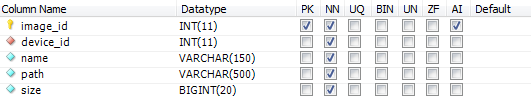 Column Name Datatype PK NN UQ BIN UN ZF AI Default
image_id INT(11)
device_id INT(11)
name VARCHAR(150)
path VARCHAR(500)
size BIGINT(20)